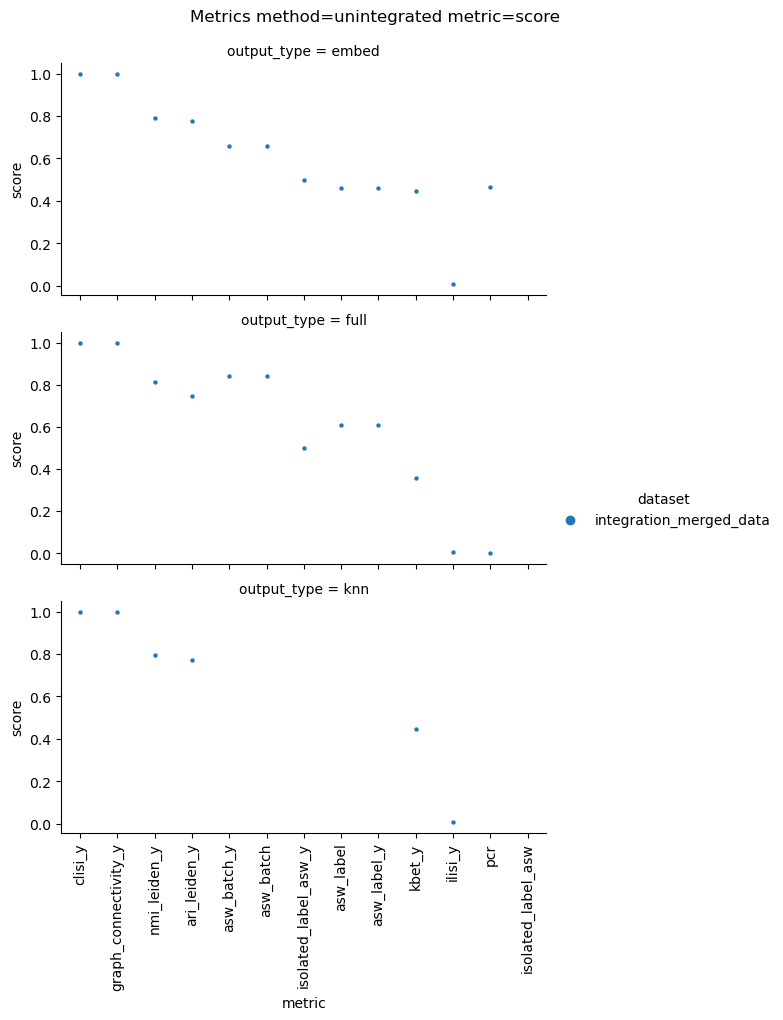 Metrics method=unintegrated metric=score
output_type = embed
1.0
0.8
0.6
0.4
0.2
0.0
score
output_type = full
1.0
0.8
0.6
0.4
0.2
0.0
score
dataset
integration_merged_data
output_type = knn
1.0
0.8
0.6
0.4
0.2
0.0
score
clisi_y
graph_connectivity_y
nmi_leiden_y
ari_leiden_y
asw_batch_y
asw_batch
isolated_label_asw_y
asw_label
asw_label_y
kbet_y
ilisi_y
pcr
isolated_label_asw
metric